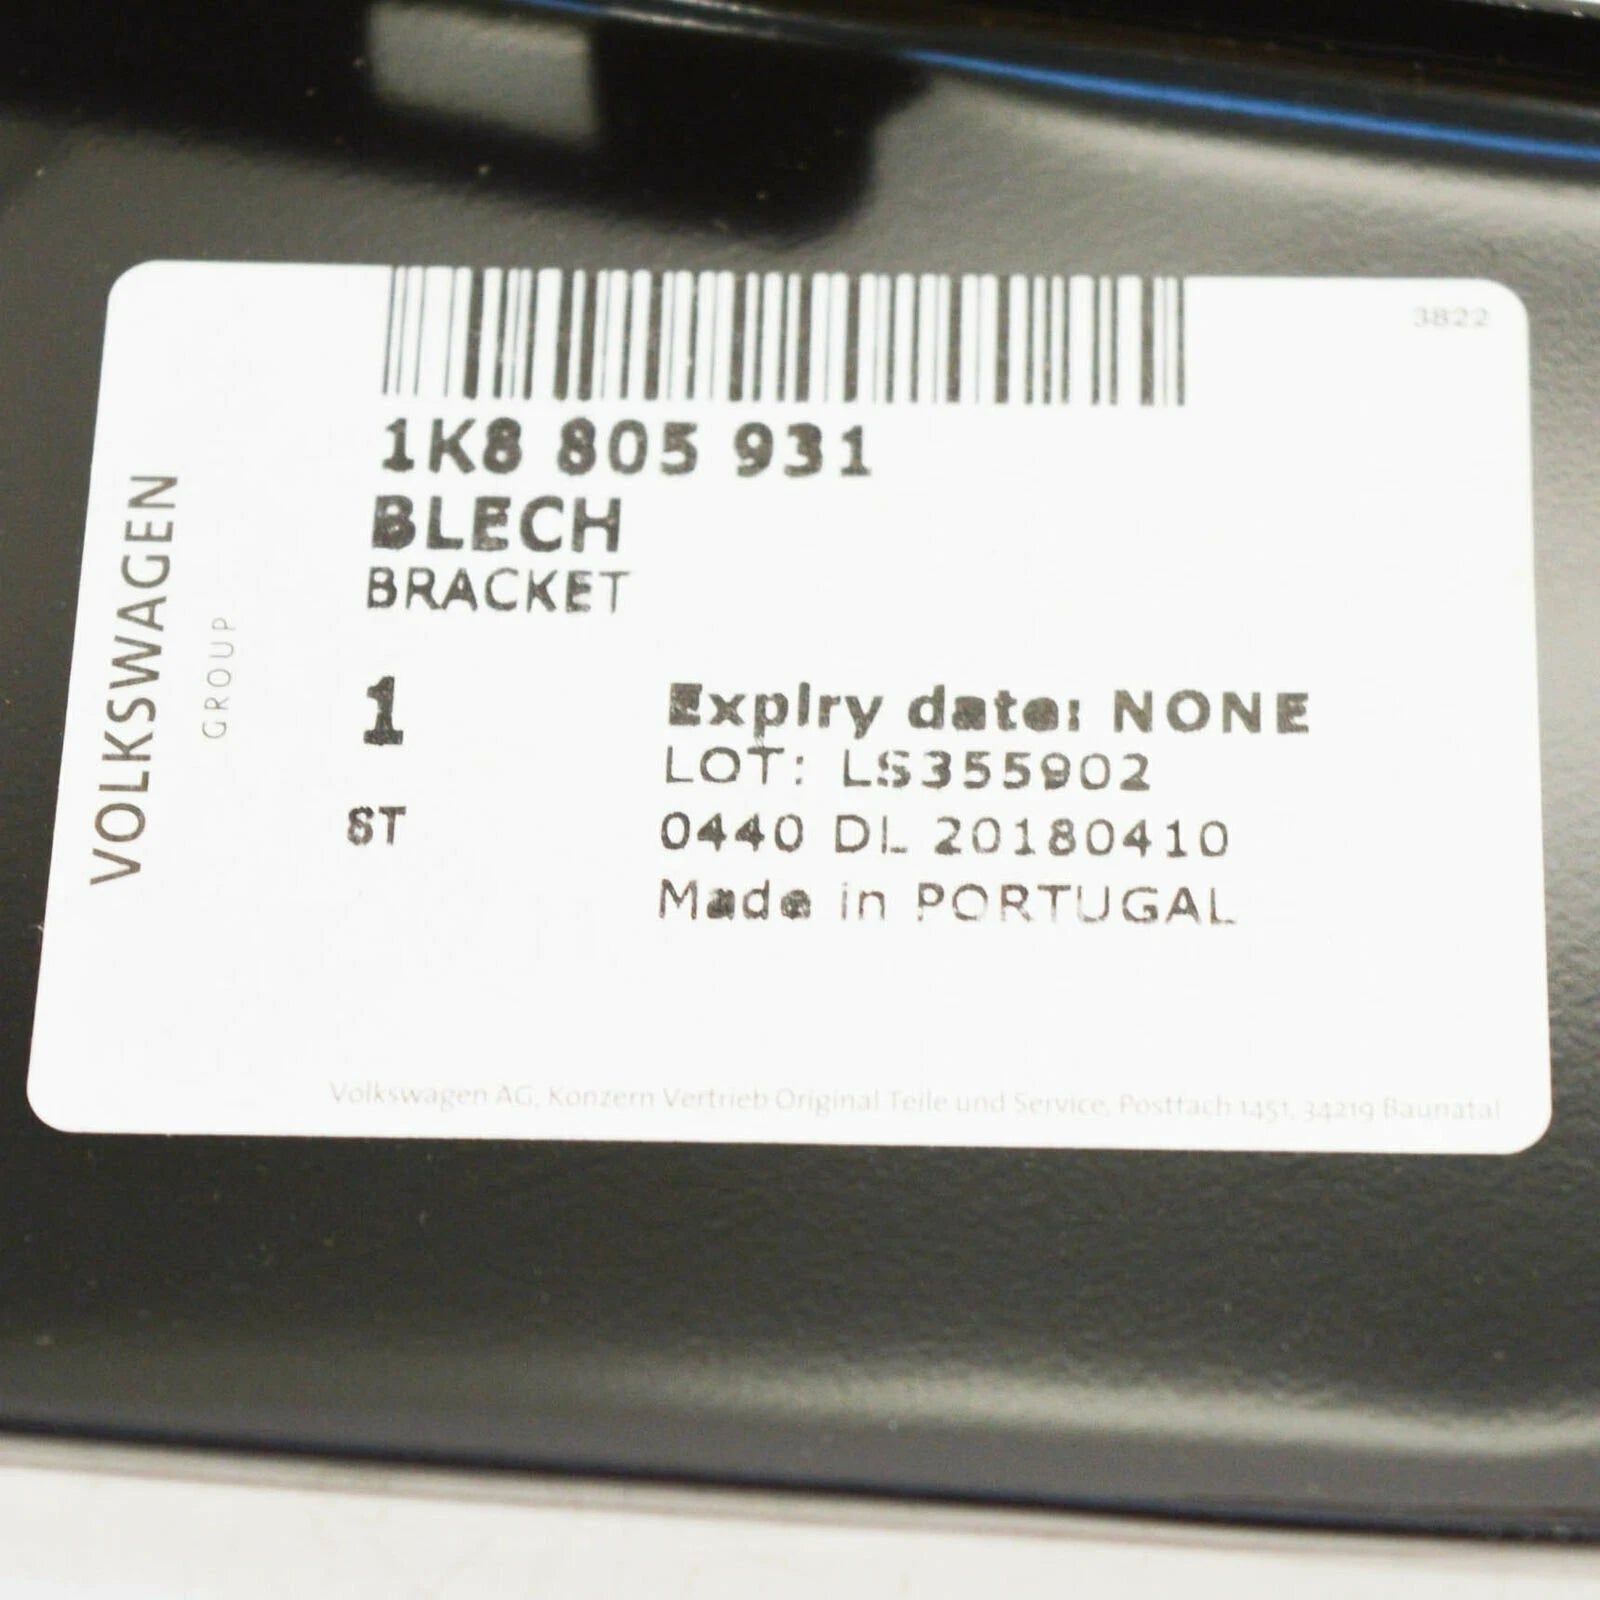 3822
1K8 805 931
BLECH
BRACKET
VOLKSWAGEN
GROUP
1
ST
Expiry date: NONE
LOT: LS355902
0440 DL 20180410
Made in PORTUGAL
Volkswagen AG, Konzern Vertrieb Original Teile und Service, Postfach 1451, 34219 Baunatal